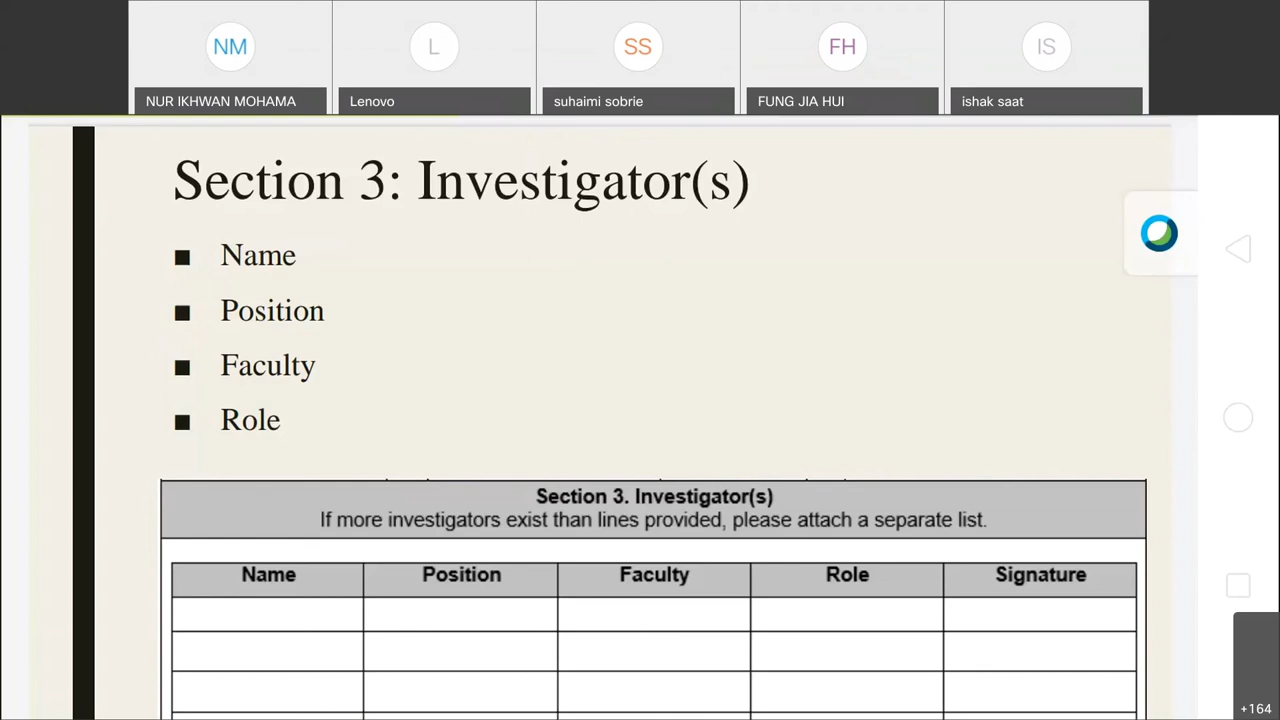 NM
L
SS
FH
IS
NUR IKHWAN MOHAMA
Lenovo
suhaimi sobrie
FUNG JIA HUI
ishak saat
Section 3: Investigator(s)
■ Name
■ Position
■ Faculty
■ Role
Section 3. Investigator(s)
If more investigators exist than lines provided, please attach a separate list.
Name Position Faculty Role Signature
+164